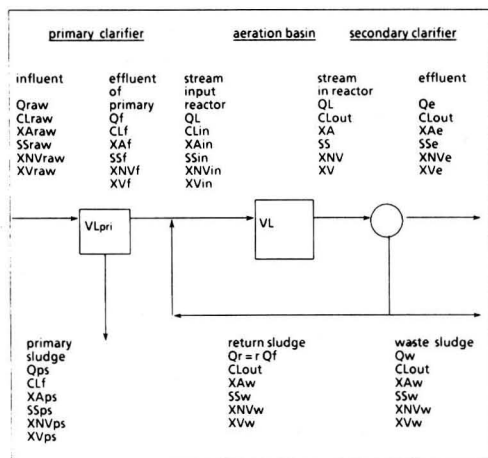 primary clarifier
aeration basin
secondary clarifier
influent
Qraw
CLraw
XAraw
SSraw
XNVraw
XVraw
effluent
of
primary
Qf
CLf
XAf
SSf
XNVf
XVf
stream
input
reactor
QL
CLin
XAin
SSin
XNVin
XVin
stream
in reactor
QL
CLout
XA
SS
XNV
XV
effluent
Qe
CLout
XAe
SSe
XNVe
XVe
VLpri
VL
primary
sludge
Qps
CLf
XAps
SSps
XNVps
XVps
return sludge
Qr = r Qf
CLout
XAw
SSw
XNVw
XVw
waste sludge
Qw
CLout
XAw
SSw
XNVw
XVw